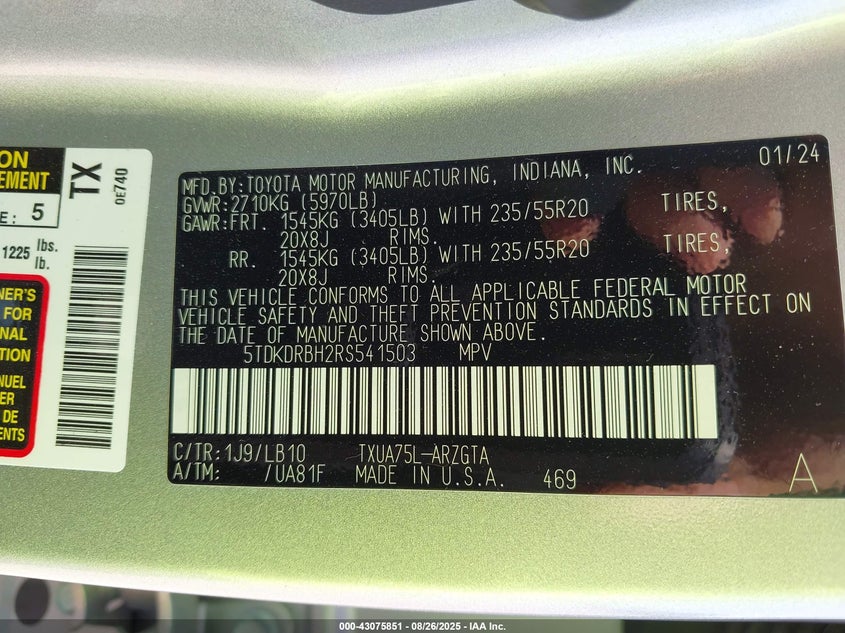 ON
EMENT
TX
0E740
E: 5
1225 lbs.
lb.
NER'S
FOR
NAL
TION
NUEL
ER
DE
ENTS
MFD.BY:TOYOTA MOTOR MANUFACTURING, INDIANA, INC. 01/24
GVWR:2710KG (5970LB)
GAWR:FRT. 1545KG (3405LB) WITH 235/55R20 TIRES,
20X8J RIMS.
RR. 1545KG (3405LB) WITH 235/55R20 TIRES,
20X8J RIMS.
THIS VEHICLE CONFORMS TO ALL APPLICABLE FEDERAL MOTOR
VEHICLE SAFETY AND THEFT PREVENTION STANDARDS IN EFFECT ON
THE DATE OF MANUFACTURE SHOWN ABOVE.
5TDKDRBH2RS541503 MPV
C/TR:1J9/LB10 TXUA75L-ARZGTA
A/TM: /UA81F MADE IN U.S.A. 469 A
000-43075851 - 08/26/2025 - IAA Inc.